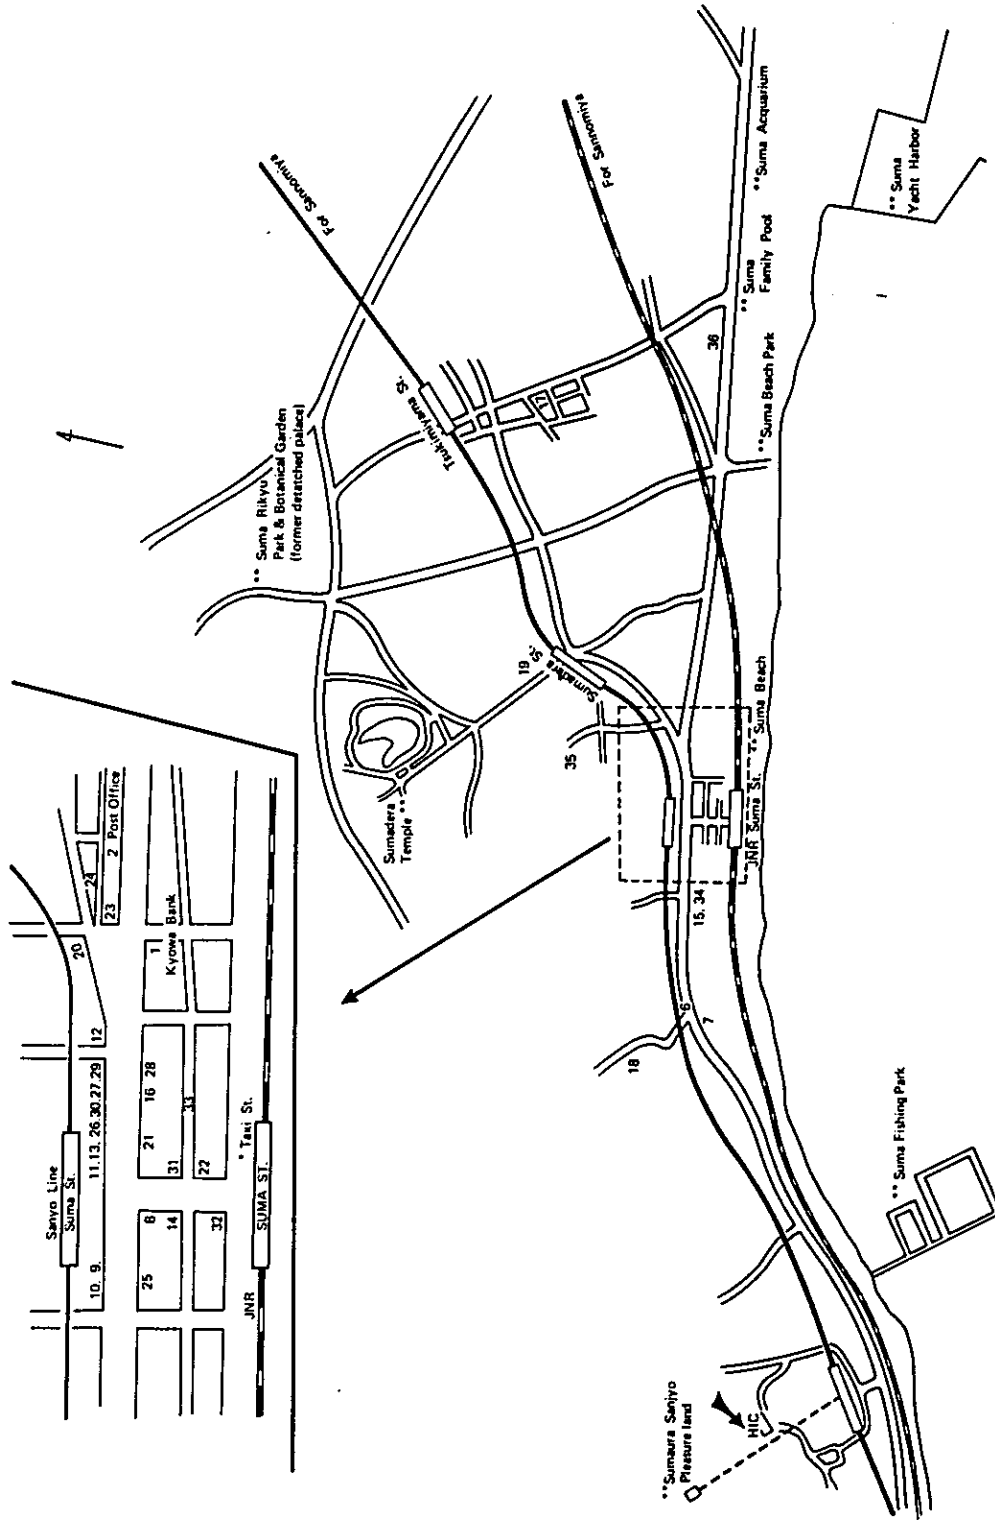 Sanyo Line
Suma St.
10. 9.
11.13. 26.30.27.29
12
20
24
23
2 Post Office
25
8
14
32
21
16
28
31
33
22
1
Kyowa Bank
* Taxi St.
SUMA ST.
JNR
4
For Sannomiya
For Sannomiya
** Suma Rikyu
Park & Botanical Garden
(former detatched palace)
Tsukimiyama St.
17
Sumadera
Temple **
19
Sumadera
St.
35
36
** Suma Acquarium
** Suma
Family Pool
** Suma Beach Park
** Suma
Yacht Harbor
** Suma Beach
JNR Suma St.
15. 34
6
7
18
** Suma Fishing Park
** Sumaura Sanjyo
Pleasure land
HIC